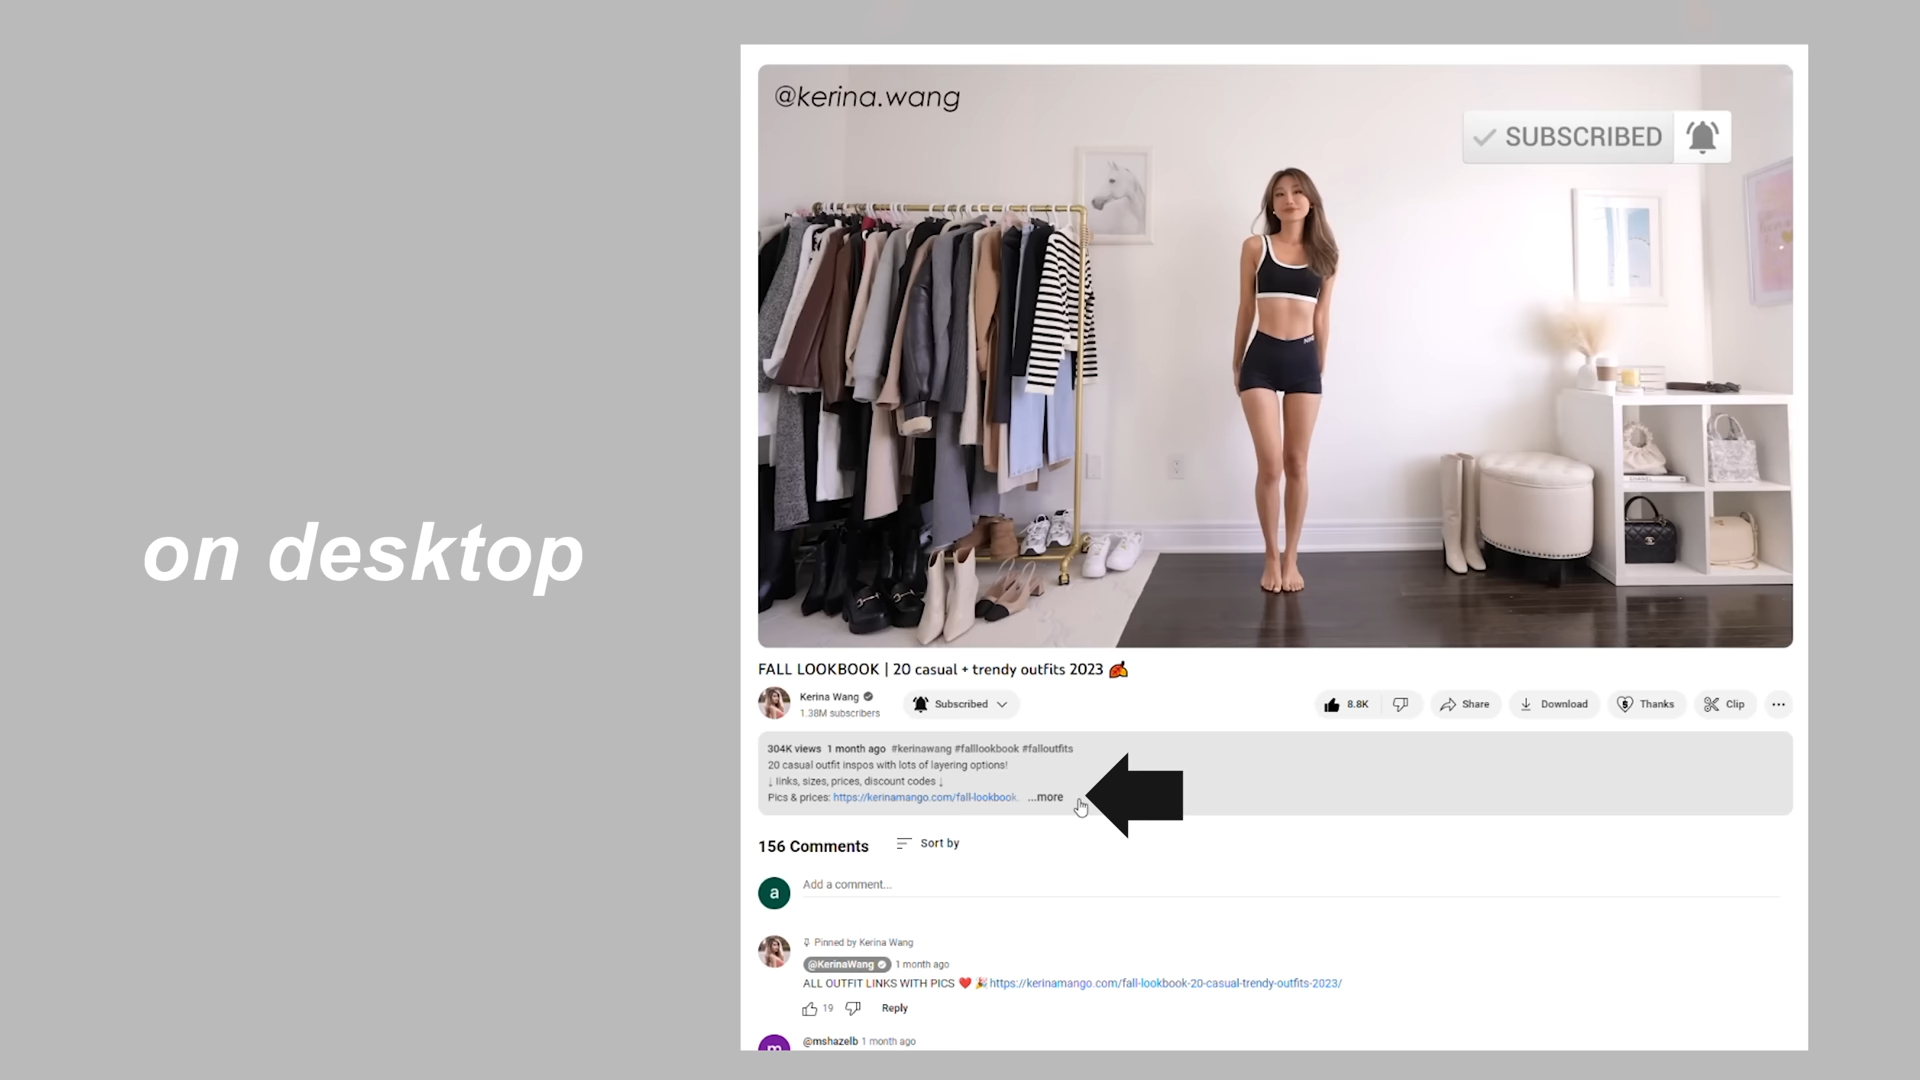 on desktop
@kerina.wang
SUBSCRIBED
FALL LOOKBOOK | 20 casual + trendy outfits 2023 🍂
Kerina Wang
1.38M subscribers
Subscribed
8.8K
Share
Download
Thanks
Clip
304K views 1 month ago #kerinawang #falllookbook #falloutfits
20 casual outfit inspos with lots of layering options!
↓ links, sizes, prices, discount codes ↓
Pics & prices: https://kerinamango.com/fall-lookbook. ...more
156 Comments
Sort by
a
Add a comment...
Pinned by Kerina Wang
@KerinaWang 1 month ago
ALL OUTFIT LINKS WITH PICS ❤️ 🎉 https://kerinamango.com/fall-lookbook-20-casual-trendy-outfits-2023/
19
Reply
m
@mshazelb 1 month ago